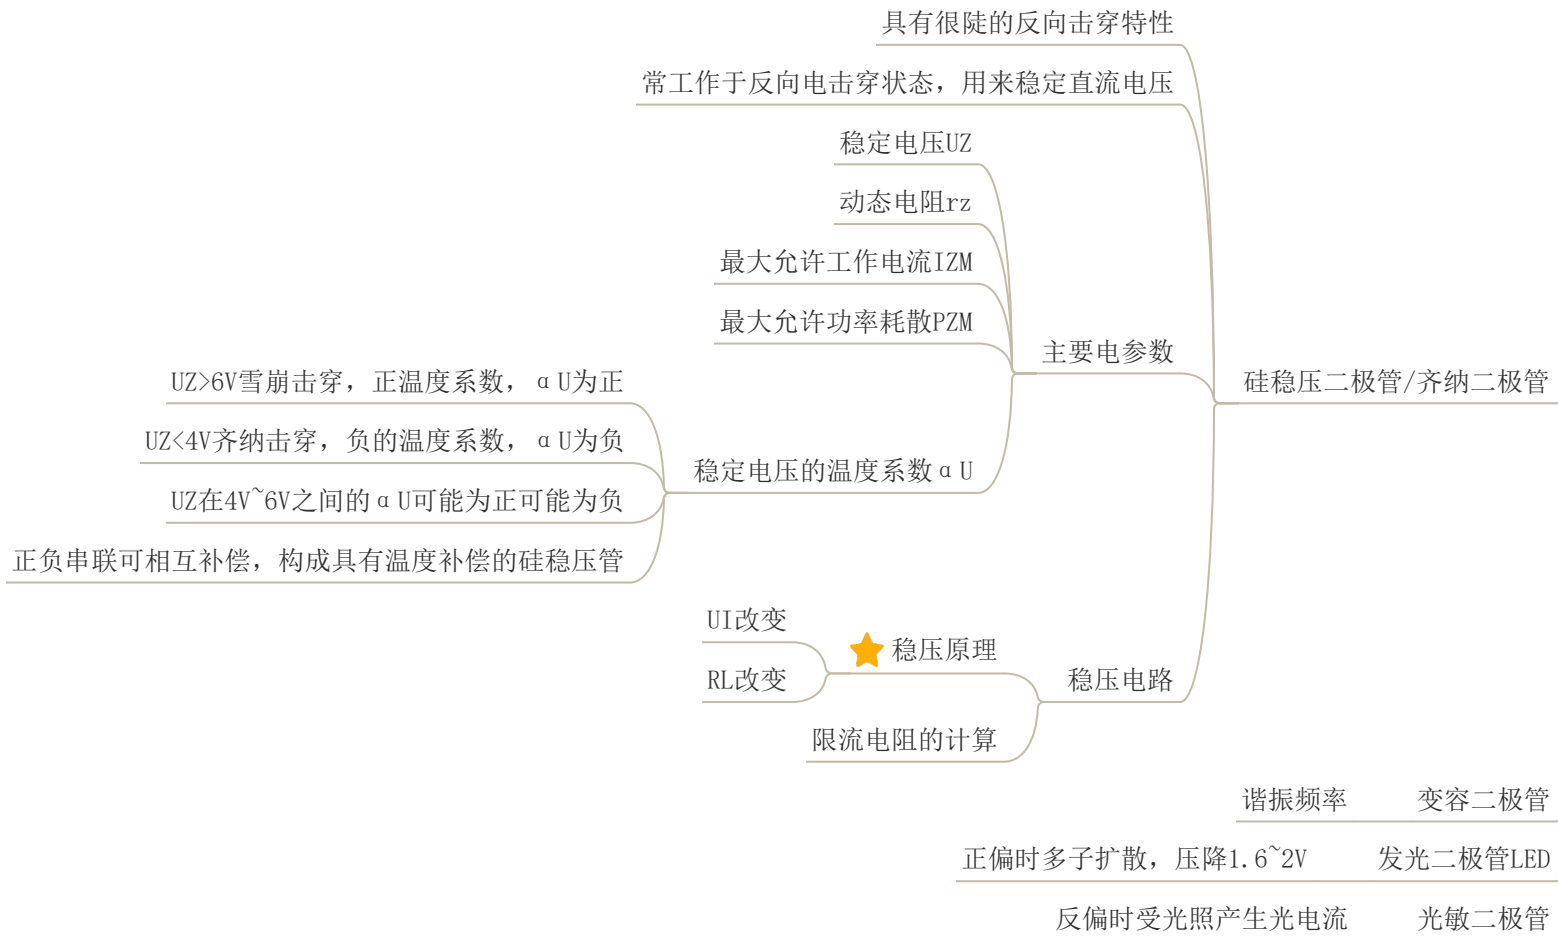 具有很陡的反向击穿特性
常工作于反向电击穿状态，用来稳定直流电压
稳定电压UZ
动态电阻rz
最大允许工作电流IZM
最大允许功率耗散PZM
主要电参数
UZ>6V雪崩击穿，正温度系数，αU为正
硅稳压二极管/齐纳二极管
UZ<4V齐纳击穿，负的温度系数，αU为负
稳定电压的温度系数αU
UZ在4V~6V之间的αU可能为正可能为负
正负串联可相互补偿，构成具有温度补偿的硅稳压管
UI改变
稳压原理
RL改变
稳压电路
限流电阻的计算
谐振频率 变容二极管
正偏时多子扩散，压降1.6~2V 发光二极管LED
反偏时受光照产生光电流 光敏二极管